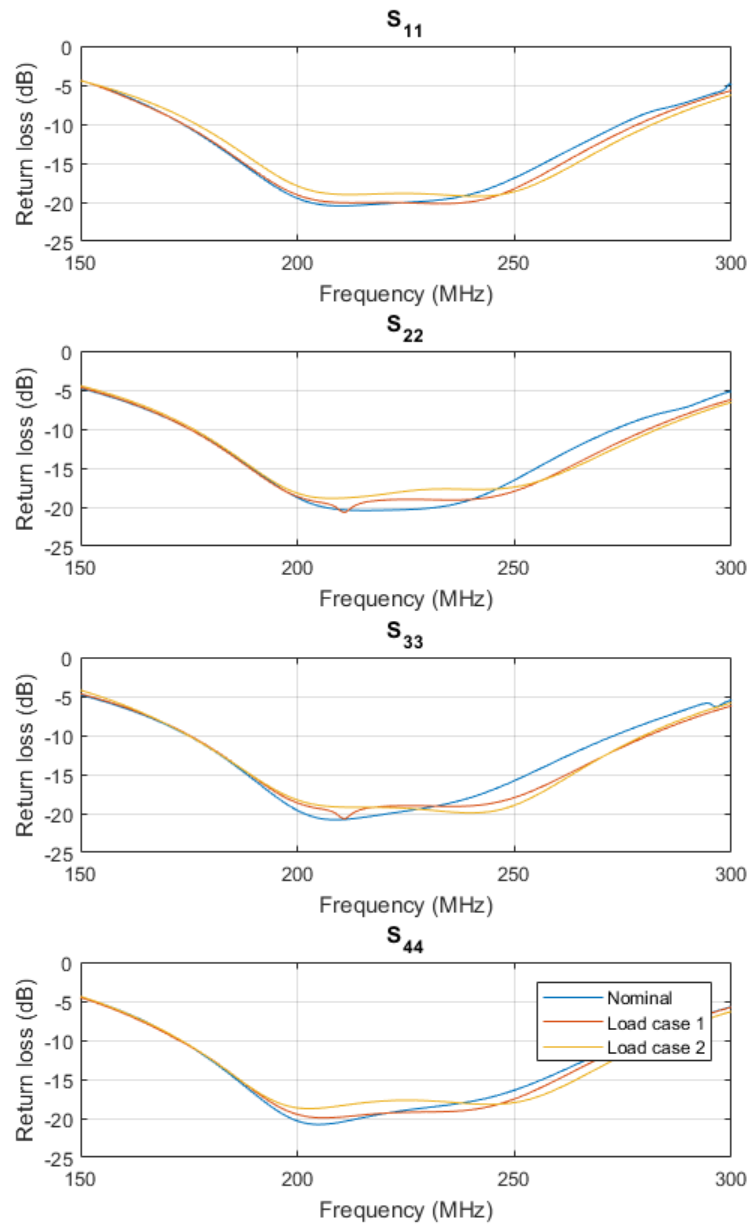 S11
0
-5
-10
-15
-20
-25
Return loss (dB)
150 200 250 300
Frequency (MHz)
S22
0
-5
-10
-15
-20
-25
Return loss (dB)
150 200 250 300
Frequency (MHz)
S33
0
-5
-10
-15
-20
-25
Return loss (dB)
150 200 250 300
Frequency (MHz)
S44
0
-5
-10
-15
-20
-25
Return loss (dB)
Nominal
Load case 1
Load case 2
150 200 250 300
Frequency (MHz)